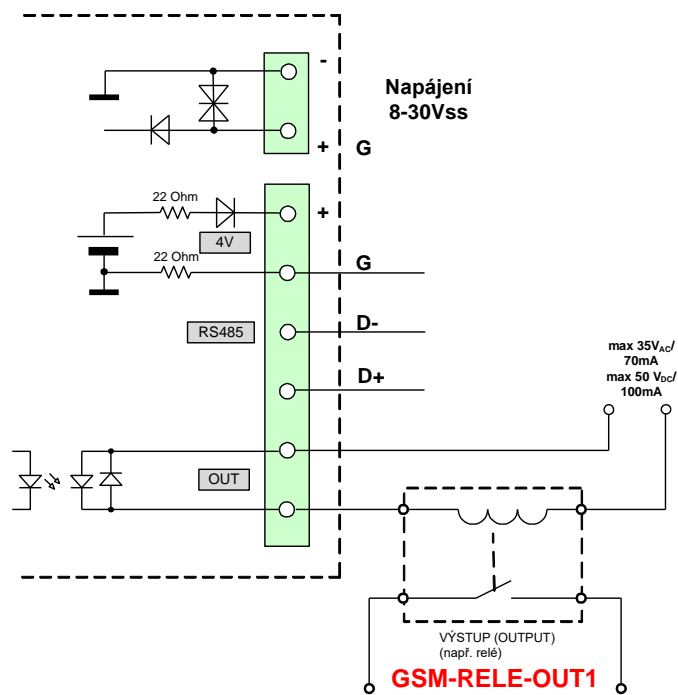 -
Napájení
8-30Vss
+
G
22 Ohm
+
4V
22 Ohm
G
RS485
D-
D+
max 35VAC/
70mA
max 50 VDC/
100mA
OUT
VÝSTUP (OUTPUT)
(např. relé)
GSM-RELE-OUT1